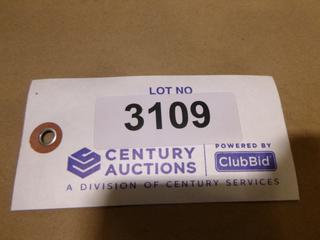 LOT NO
3109
CENTURY
AUCTIONS
POWERED BY
ClubBid
A DIVISION OF CENTURY SERVICES